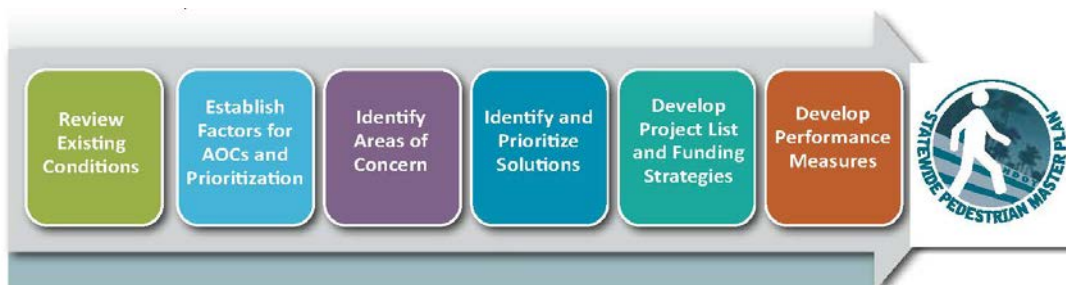 Review
Existing
Conditions
Establish
Factors for
AOCs and
Prioritization
Identify
Areas of
Concern
Identify and
Prioritize
Solutions
Develop
Project List
and Funding
Strategies
Develop
Performance
Measures
STATEWIDE PEDESTRIAN MASTER PLAN